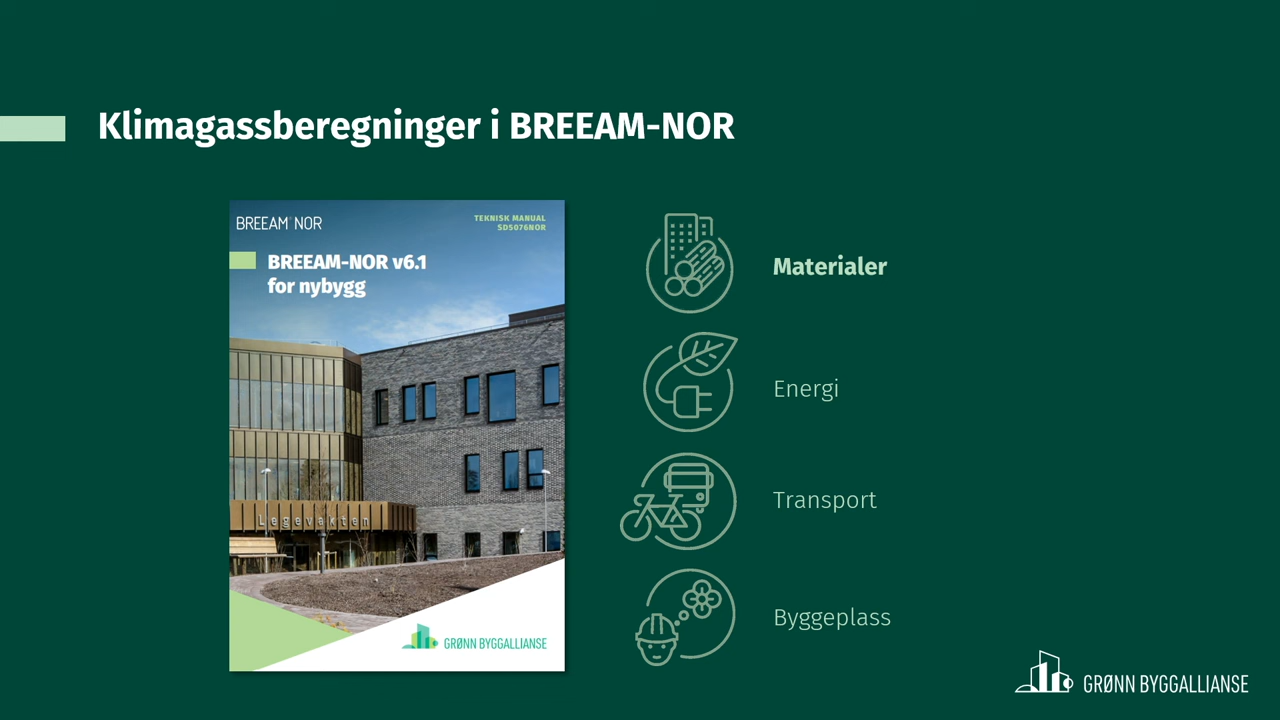 Klimagassberegninger i BREEAM-NOR
BREEAM® NOR
TEKNISK MANUAL
SD5076NOR
BREEAM-NOR v6.1
for nybygg
Legevakten
GRØNN BYGGALLIANSE
Materialer
Energi
Transport
Byggeplass
GRØNN BYGGALLIANSE